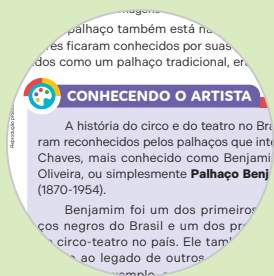 palhaço também está na
res ficaram conhecidos por suas
dos como um palhaço tradicional, er
CONHECENDO O ARTISTA
A história do circo e do teatro no Bra
ram reconhecidos pelos palhaços que inte
Chaves, mais conhecido como Benjami
Oliveira, ou simplesmente Palhaço Benj
(1870-1954).
Benjamim foi um dos primeiros
ços negros do Brasil e um dos pr
circo-teatro no país. Ele tam
ao legado de outros